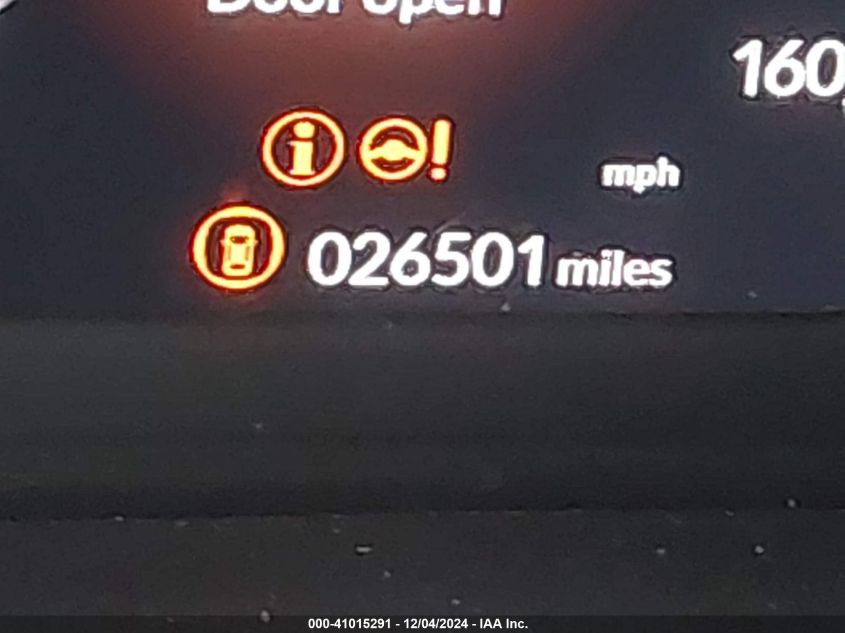 Door open
160
mph
026501 miles
000-41015291 - 12/04/2024 - IAA Inc.